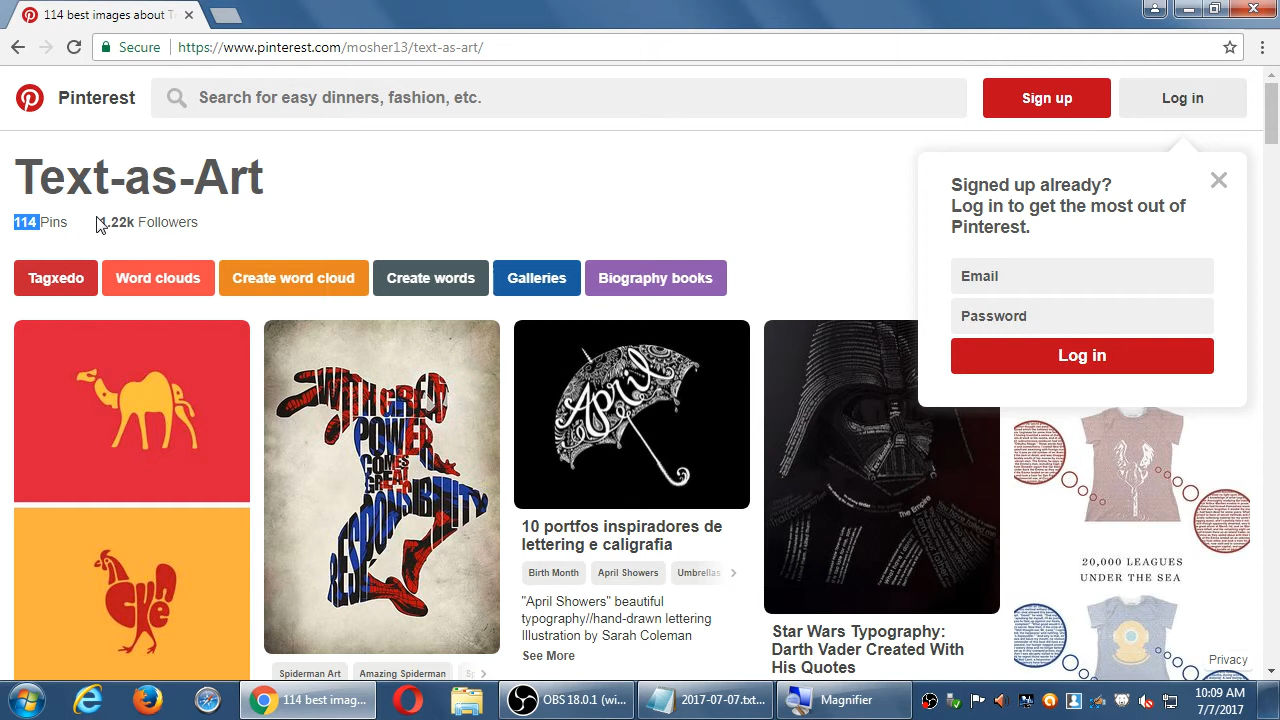 114 best images about T
Secure
https://www.pinterest.com/mosher13/text-as-art/
Pinterest
Search for easy dinners, fashion, etc.
Sign up
Log in
Text-as-Art
114 Pins
1.22k Followers
Signed up already?
Log in to get the most out of
Pinterest.
Email
Password
Log in
Tagxedo
Word clouds
Create word cloud
Create words
Galleries
Biography books
WITH GREAT
POWER
COMES
GREAT
RESPONSIBILITY
Spiderman Art
Amazing Spiderman
Sp
April
10 portfos inspiradores de
lettering e caligrafia
Birth Month
April Showers
Umbrellas
"April Showers" beautiful
typography/hand-drawn lettering
Illustration by Sarah Coleman
See More
The Empire
Star Wars Typography:
Darth Vader Created With
His Quotes
20,000 LEAGUES
UNDER THE SEA
Privacy
114 best imag...
OBS 18.0.1 (wi...
2017-07-07.txt...
Magnifier
10:09 AM
7/7/2017